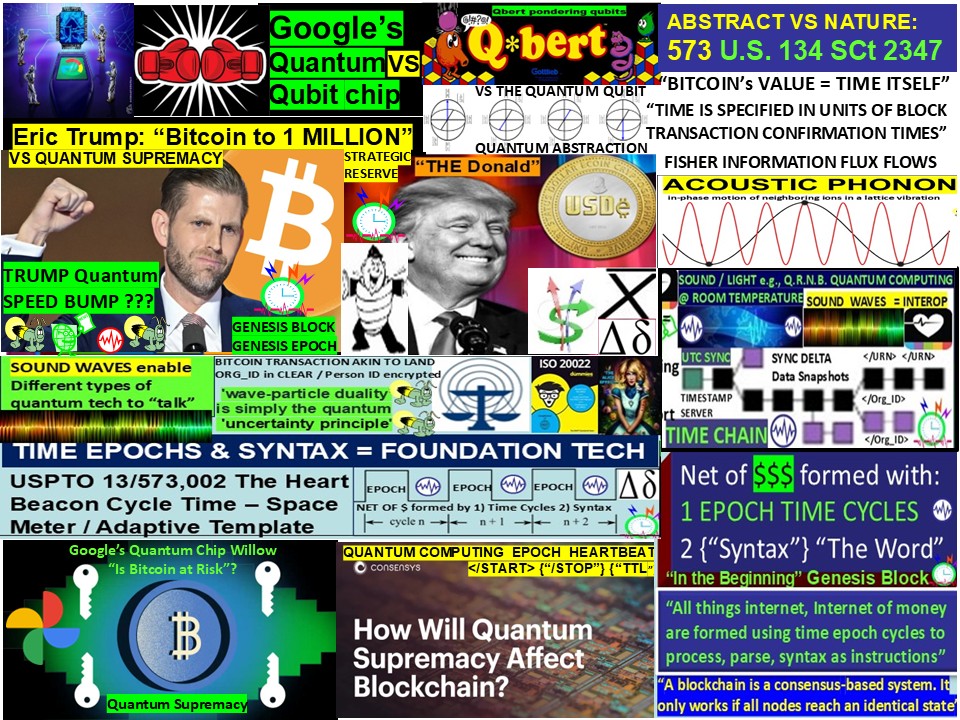 Google's
Quantum VS
Qubit chip
@!#?@!
Qbert pondering qubits
Q*bert
Gottlieb
VS THE QUANTUM QUBIT
QUANTUM ABSTRACTION
ABSTRACT VS NATURE:
573 U.S. 134 SCt 2347
"BITCOIN's VALUE = TIME ITSELF"
"TIME IS SPECIFIED IN UNITS OF BLOCK
TRANSACTION CONFIRMATION TIMES"
FISHER INFORMATION FLUX FLOWS
ACOUSTIC PHONON
in-phase motion of neighboring ions in a lattice vibration
Eric Trump: "Bitcoin to 1 MILLION"
VS QUANTUM SUPREMACY
STRATEGIC
RESERVE
"THE Donald"
TRUMP Quantum
SPEED BUMP ???
GENESIS BLOCK
GENESIS EPOCH
X
Δδ
SOUND / LIGHT e.g., Q.R.N.B. QUANTUM COMPUTING
@ ROOM TEMPERATURE
SOUND WAVES = INTEROP
UTC SYNC
SYNC DELTA
</URN> </URN>
Data Snapshots
TIMESTAMP
SERVER
</Org_ID>
</Org_ID>
TIME CHAIN
SOUND WAVES enable
Different types of
quantum tech to "talk"
BITCOIN TRANSACTION AKIN TO LAND
ORG_ID in CLEAR / Person ID encrypted
'wave-particle duality
is simply the quantum
'uncertainty principle'
ISO 20022
dummies
TIME EPOCHS & SYNTAX = FOUNDATION TECH
USPTO 13/573,002 The Heart
Beacon Cycle Time – Space
Meter / Adaptive Template
EPOCH
EPOCH
EPOCH
Δδ
NET OF $ formed by 1) Time Cycles 2) Syntax
cycle n
n + 1
n + 2
Net of $$$ formed with:
1 EPOCH TIME CYCLES
2 {"Syntax"} "The Word"
"In the Beginning" Genesis Block
Google's Quantum Chip Willow
"Is Bitcoin at Risk"?
Quantum Supremacy
QUANTUM COMPUTING EPOCH HEARTBEAT
</START> {"/STOP"} {"TTL"
CONSENSYS
How Will Quantum
Supremacy Affect
Blockchain?
"All things internet, Internet of money
are formed using time epoch cycles to
process, parse, syntax as instructions"
"A blockchain is a consensus-based system. It
only works if all nodes reach an identical state"